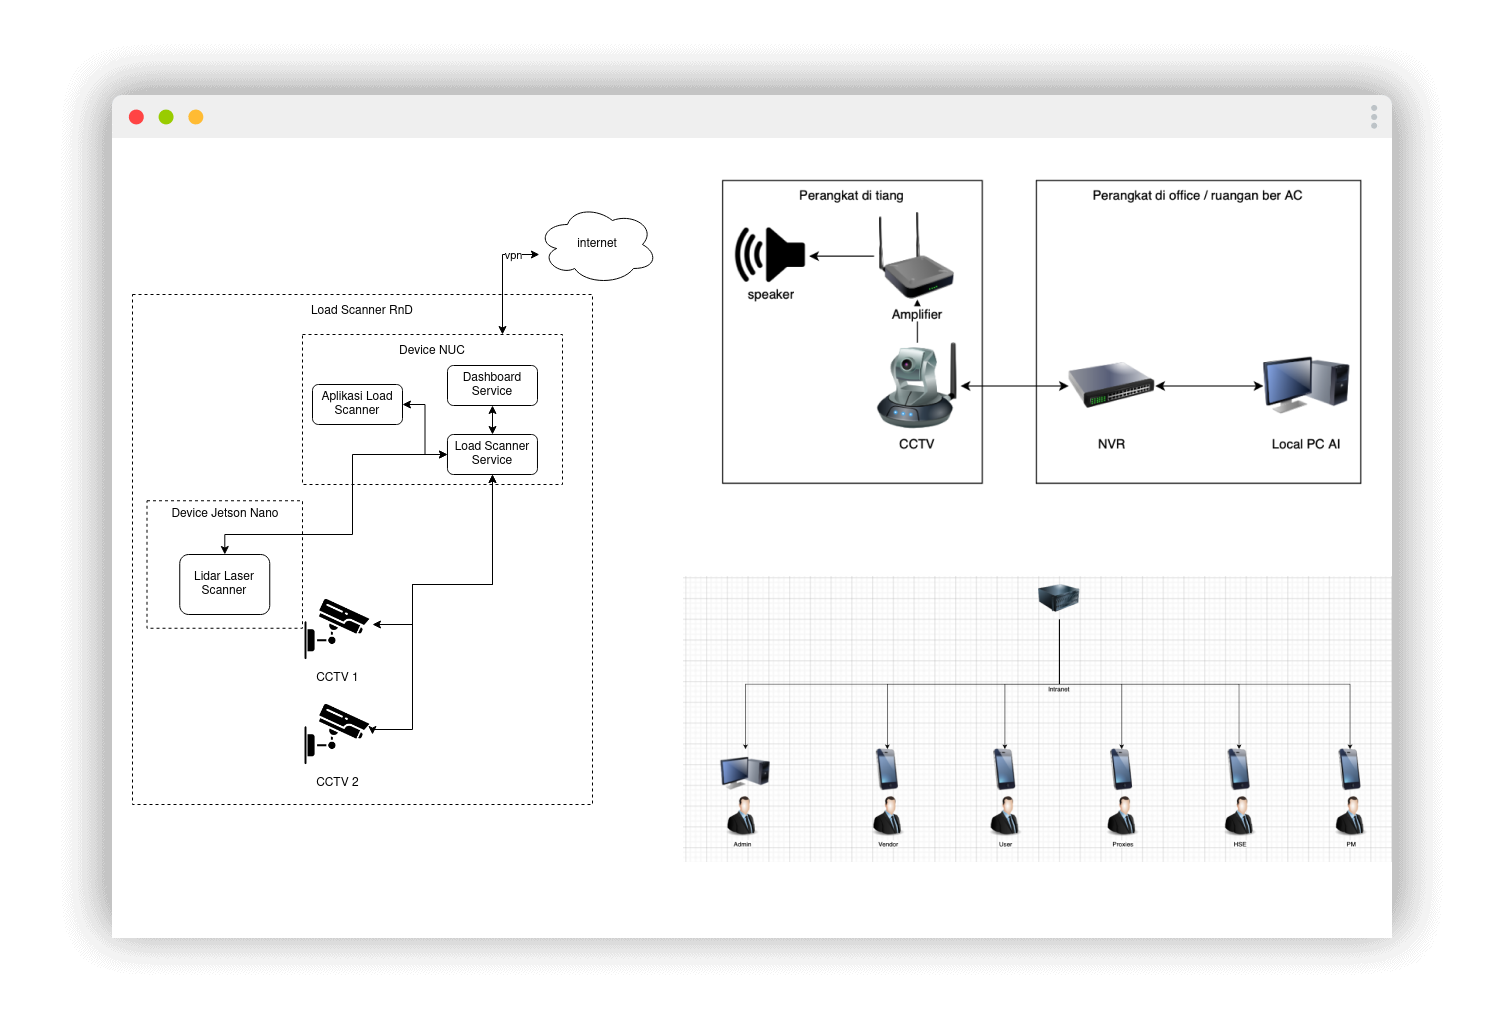 internet
vpn
Load Scanner RnD
Device NUC
Dashboard
Service
Aplikasi Load
Scanner
Load Scanner
Service
Device Jetson Nano
Lidar Laser
Scanner
CCTV 1
CCTV 2
Perangkat di tiang
speaker
Amplifier
CCTV
Perangkat di office / ruangan ber AC
NVR
Local PC AI
Intranet
Admin
Vendor
User
Proxies
HSE
PM